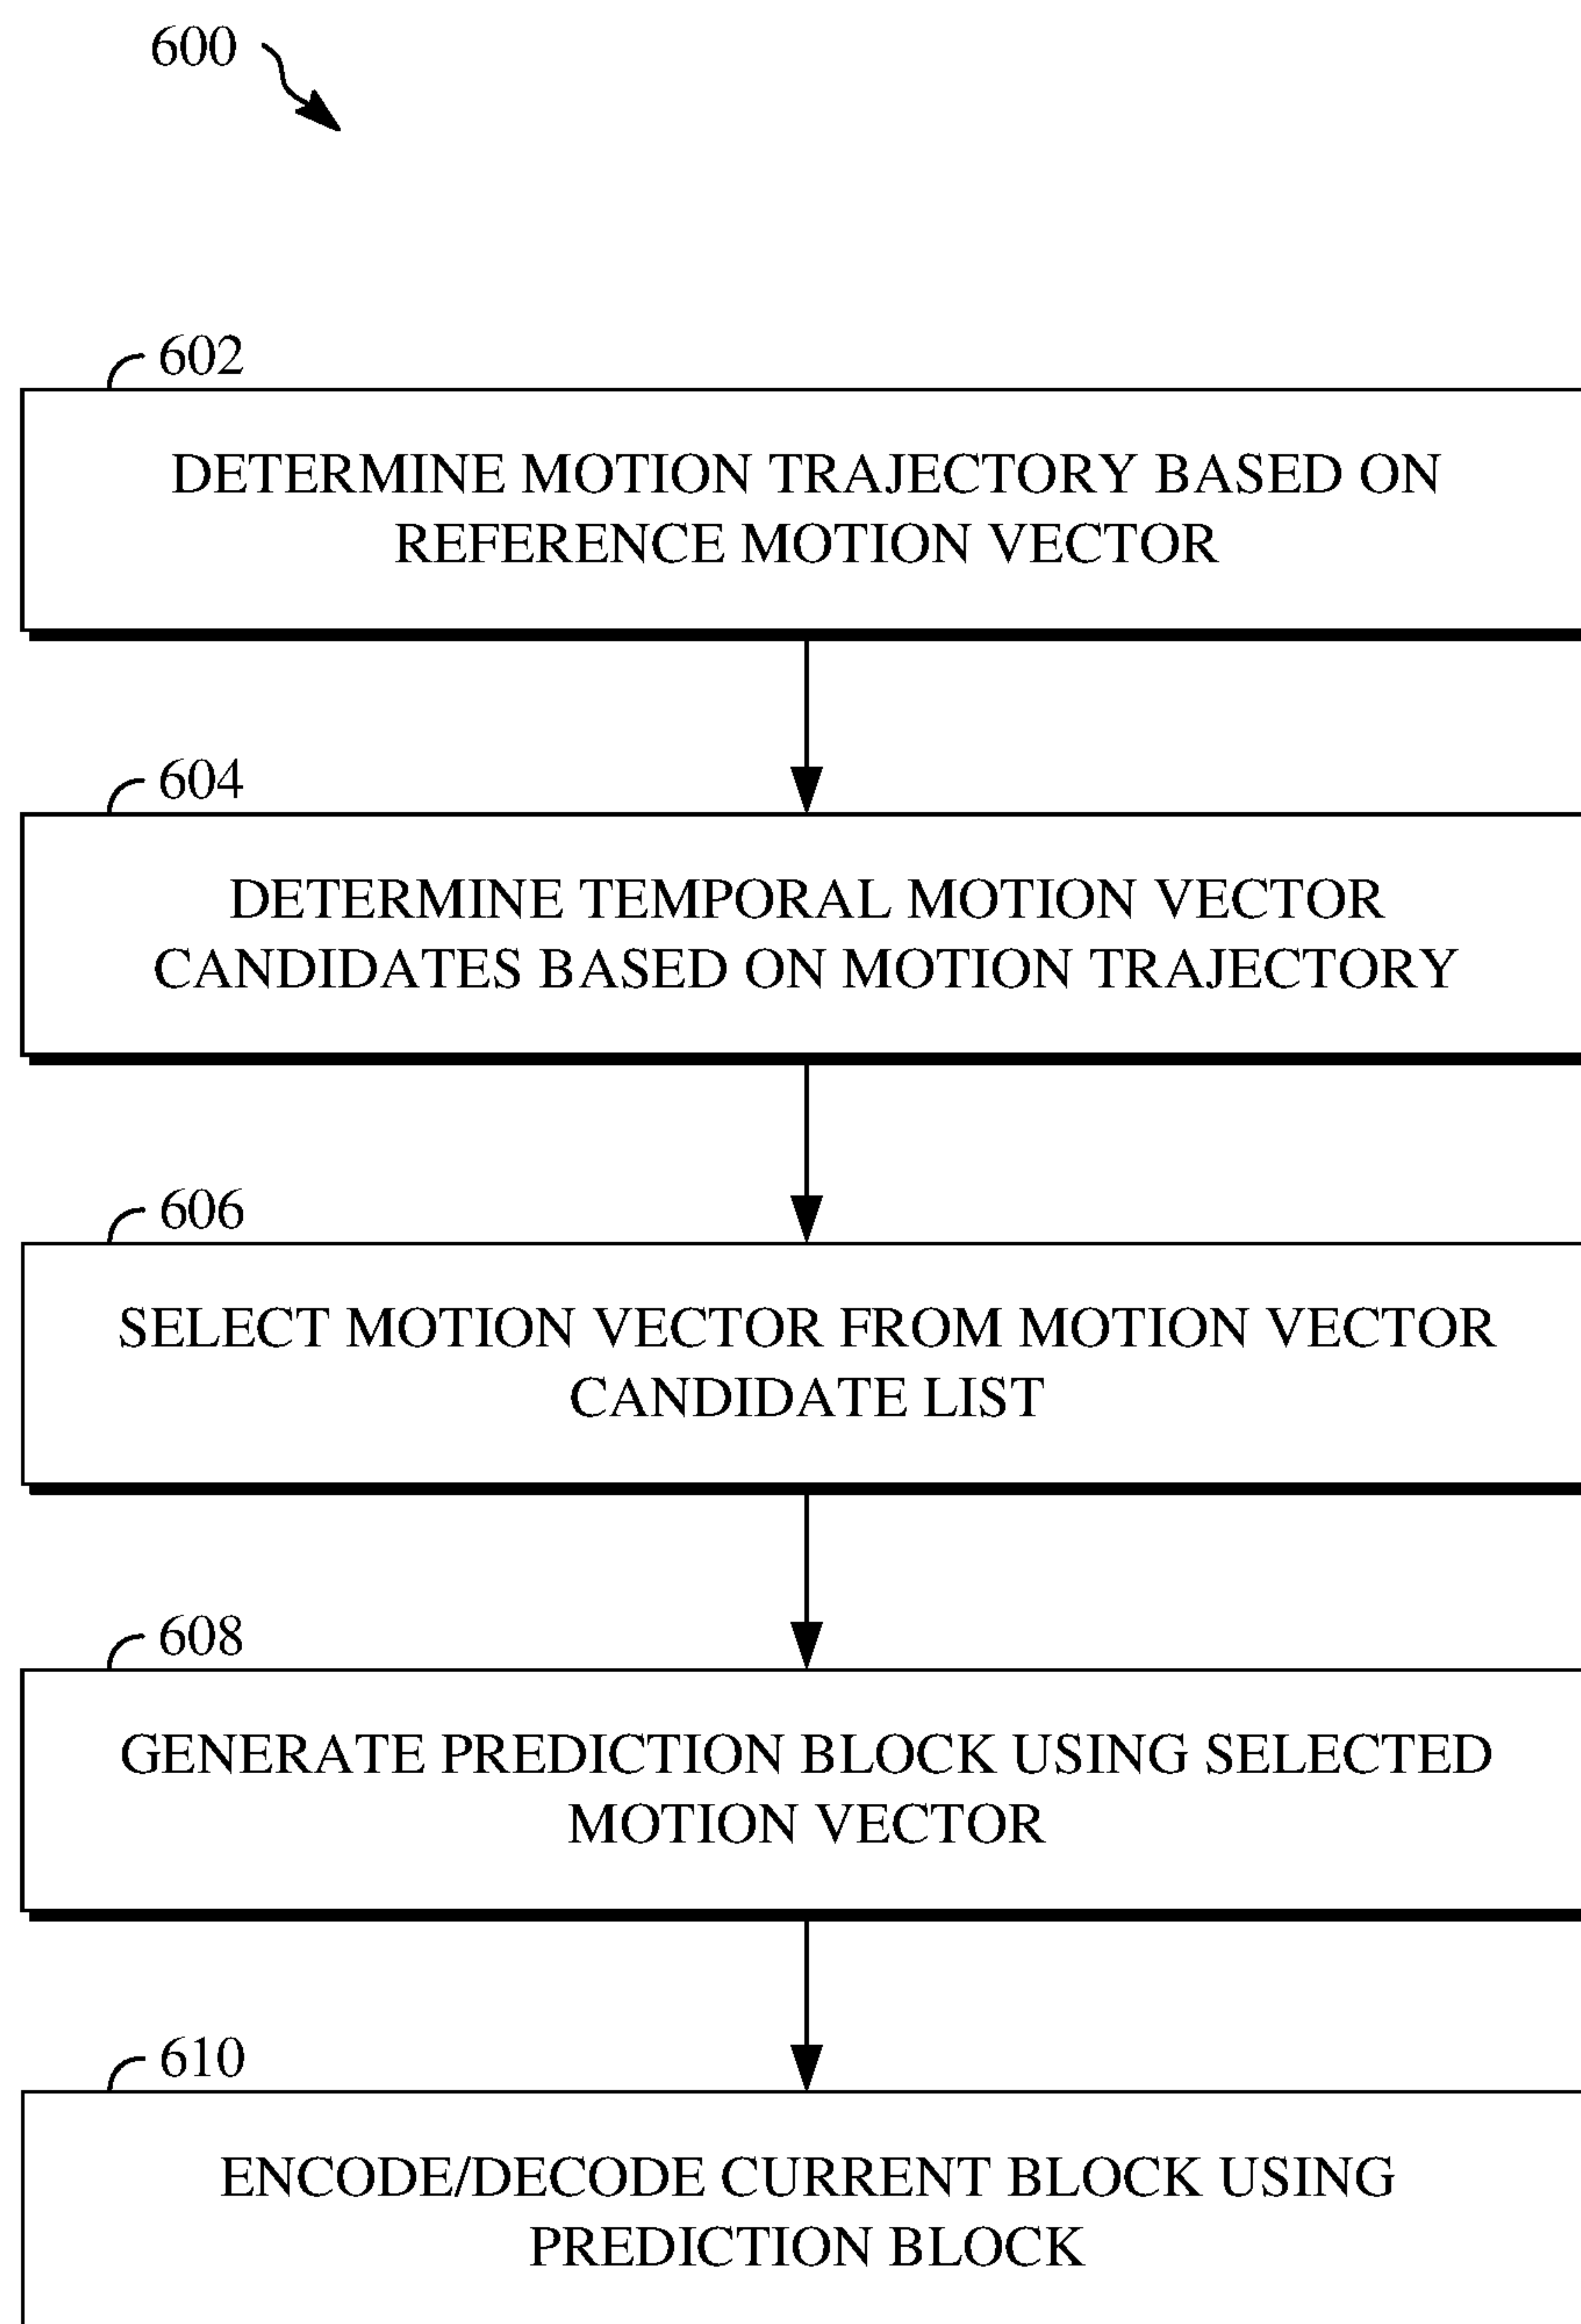 600
602
DETERMINE MOTION TRAJECTORY BASED ON
REFERENCE MOTION VECTOR
604
DETERMINE TEMPORAL MOTION VECTOR
CANDIDATES BASED ON MOTION TRAJECTORY
606
SELECT MOTION VECTOR FROM MOTION VECTOR
CANDIDATE LIST
608
GENERATE PREDICTION BLOCK USING SELECTED
MOTION VECTOR
610
ENCODE/DECODE CURRENT BLOCK USING
PREDICTION BLOCK